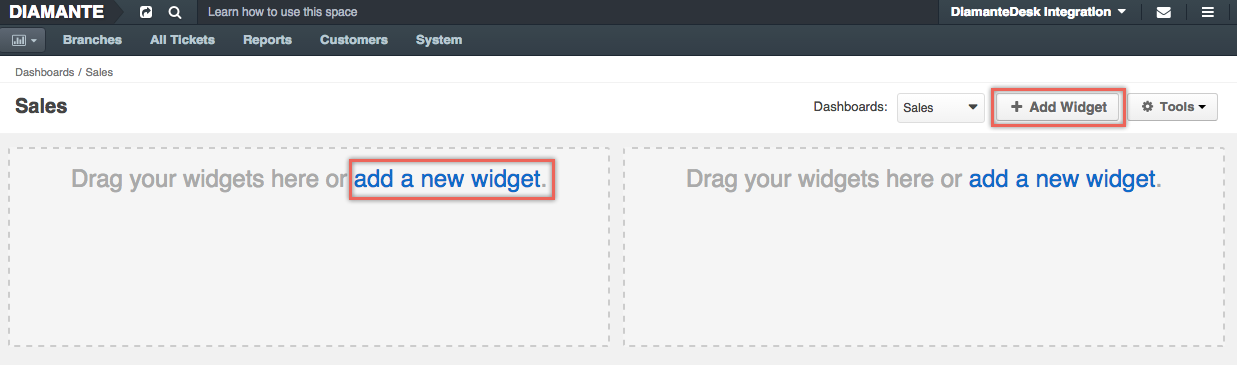 DIAMANTE Learn how to use this space DiamanteDesk Integration
Branches All Tickets Reports Customers System
Dashboards / Sales
Sales Dashboards: Sales + Add Widget Tools
Drag your widgets here or add a new widget. Drag your widgets here or add a new widget.